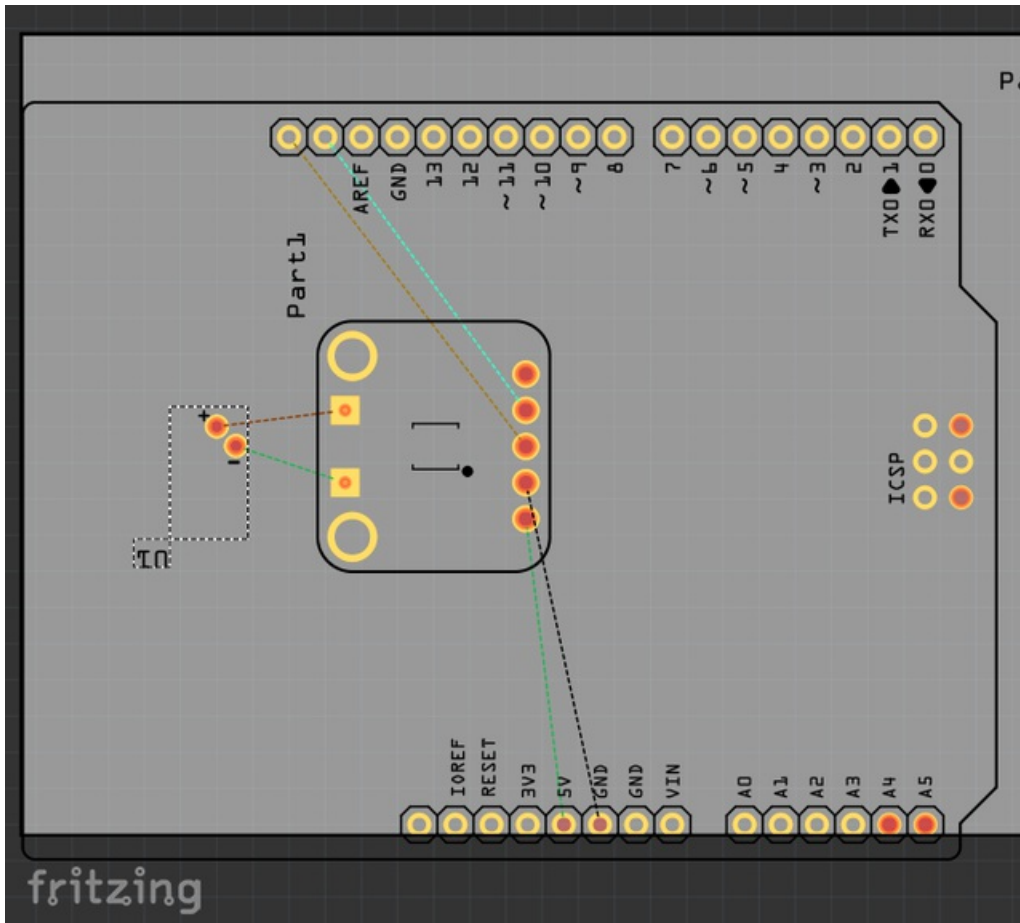 Pa
AREF GND 13 12 ~11 ~10 ~9 8 7 ~6 ~5 4 ~3 2 TX0▶1 RX0◀0
Part1
+
-
U1
ICSP
IOREF RESET 3V3 5V GND GND VIN A0 A1 A2 A3 A4 A5
fritzing